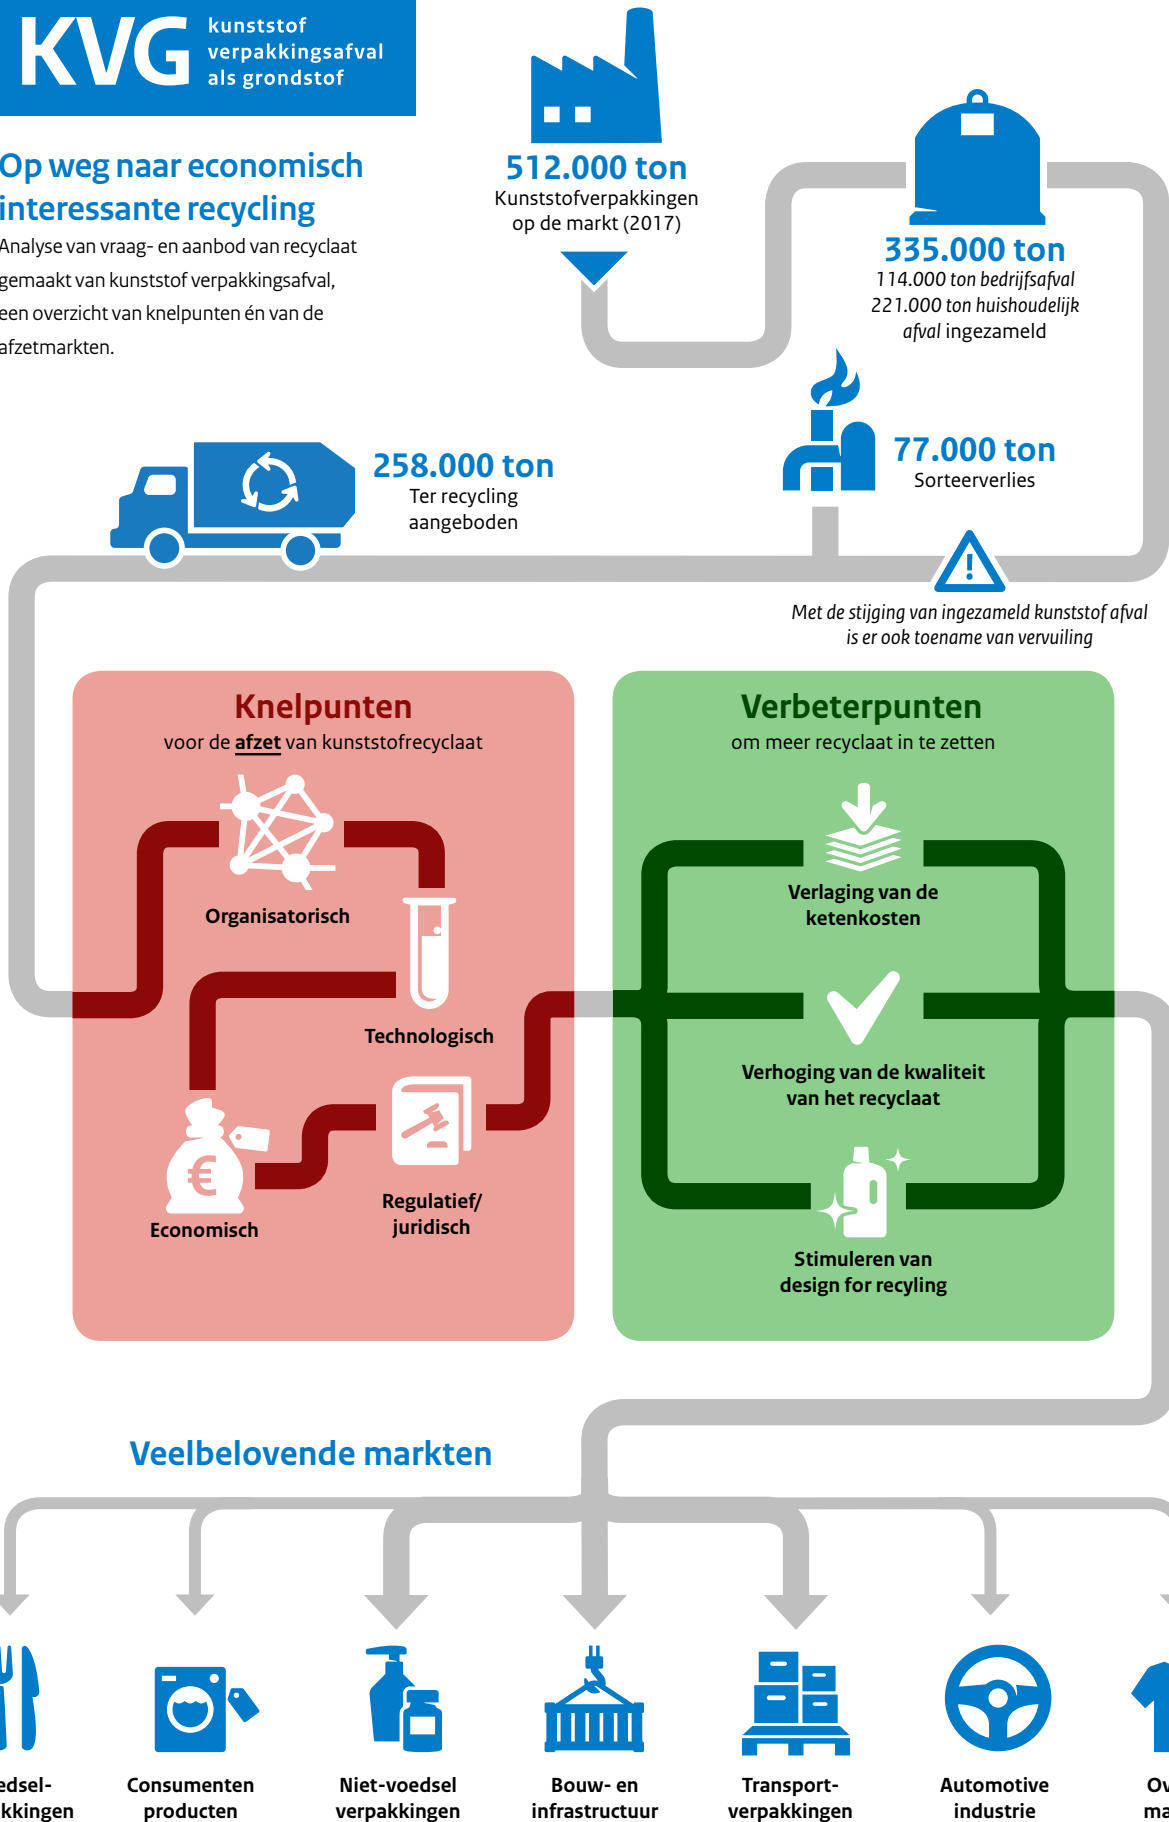 KVG
kunststof
verpakkingsafval
als grondstof
Op weg naar economisch
interessante recycling
Analyse van vraag- en aanbod van recyclaat
gemaakt van kunststof verpakkingsafval,
een overzicht van knelpunten én van de
afzetmarkten.
512.000 ton
Kunststofverpakkingen
op de markt (2017)
335.000 ton
114.000 ton bedrijfsafval
221.000 ton huishoudelijk
afval ingezameld
77.000 ton
Sorteerverlies
258.000 ton
Ter recycling
aangeboden
Met de stijging van ingezameld kunststof afval
is er ook toename van vervuiling
Knelpunten
voor de afzet van kunststofrecyclaat
Organisatorisch
Technologisch
€
Economisch
Regulatief/
juridisch
Verbeterpunten
om meer recyclaat in te zetten
Verlaging van de
ketenkosten
Verhoging van de kwaliteit
van het recyclaat
Stimuleren van
design for recyling
Veelbelovende markten
Consumenten
producten
Niet-voedsel
verpakkingen
Bouw- en
infrastructuur
Transport-
verpakkingen
Automotive
industrie